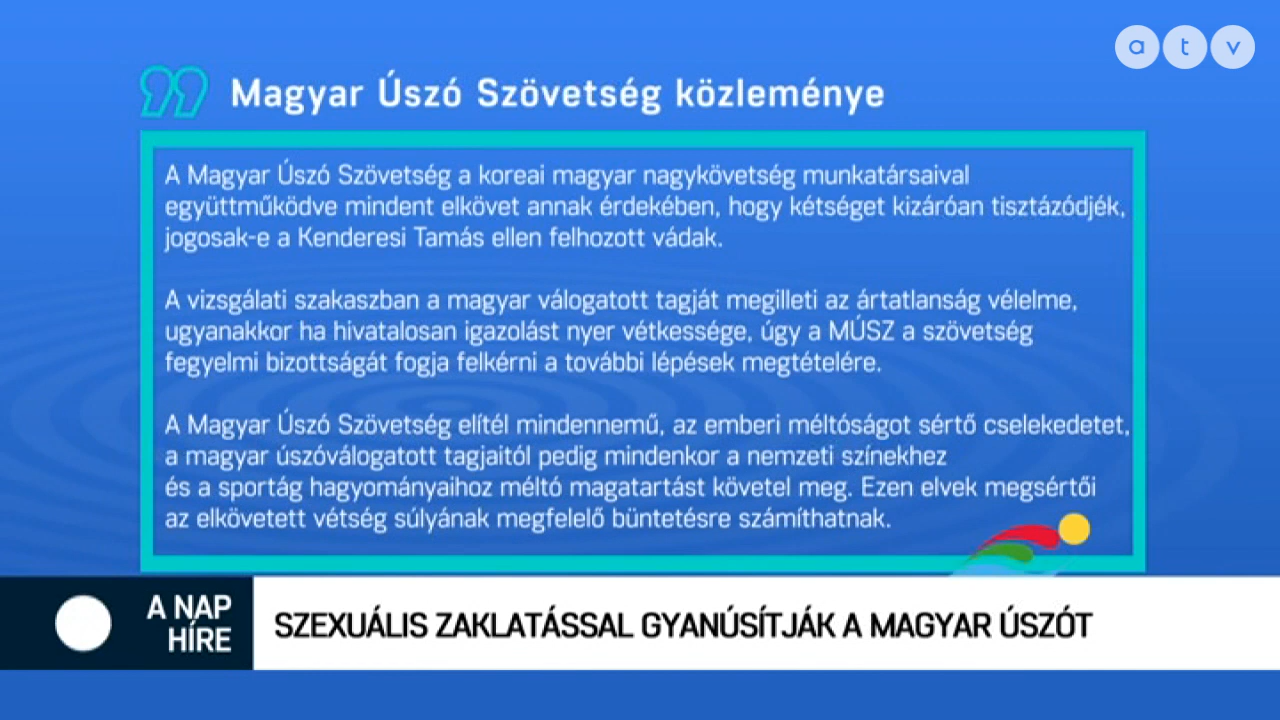 atv
Magyar Úszó Szövetség közleménye
A Magyar Úszó Szövetség a koreai magyar nagykövetség munkatársaival
együttműködve mindent elkövet annak érdekében, hogy kétséget kizáróan tisztázódjék,
jogosak-e a Kenderesi Tamás ellen felhozott vádak.
A vizsgálati szakaszban a magyar válogatott tagját megilleti az ártatlanság vélelme,
ugyanakkor ha hivatalosan igazolást nyer vétkessége, úgy a MÚSZ a szövetség
fegyelmi bizottságát fogja felkérni a további lépések megtételére.
A Magyar Úszó Szövetség elítél mindennemű, az emberi méltóságot sértő cselekedetet,
a magyar úszóválogatott tagjaitól pedig mindenkor a nemzeti színekhez
és a sportág hagyományaihoz méltó magatartást követel meg. Ezen elvek megsértői
az elkövetett vétség súlyának megfelelő büntetésre számíthatnak.
A NAP
HÍRE
SZEXUÁLIS ZAKLATÁSSAL GYANÚSÍTJÁK A MAGYAR ÚSZÓT